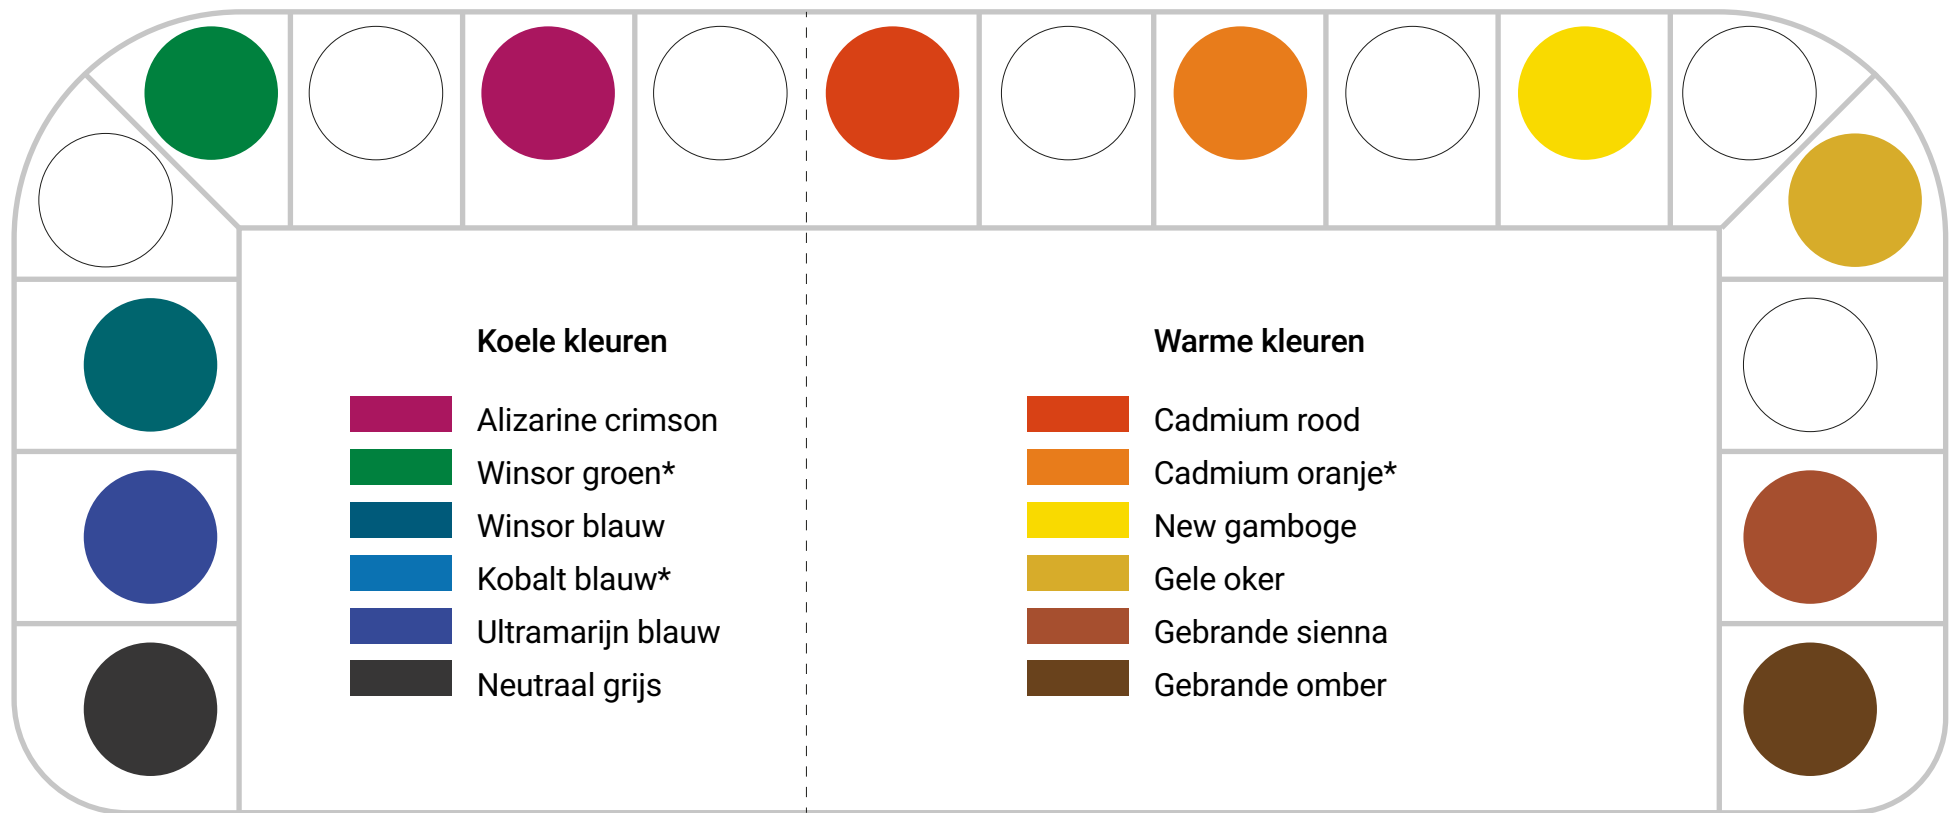 Koele kleuren
Alizarine crimson
Winsor groen*
Winsor blauw
Kobalt blauw*
Ultramarijn blauw
Neutraal grijs
Warme kleuren
Cadmium rood
Cadmium oranje*
New gamboge
Gele oker
Gebrande sienna
Gebrande omber